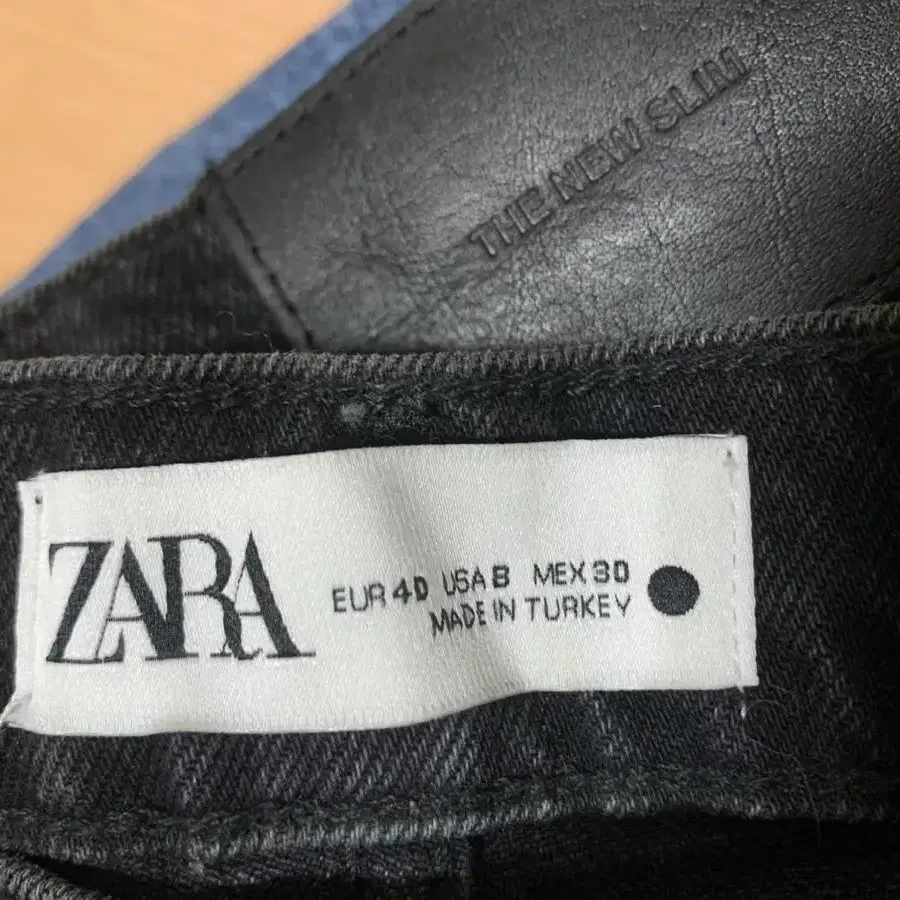 THE NEW SLIM
ZARA
EUR 40 USA 8 MEX 30
MADE IN TURKEY